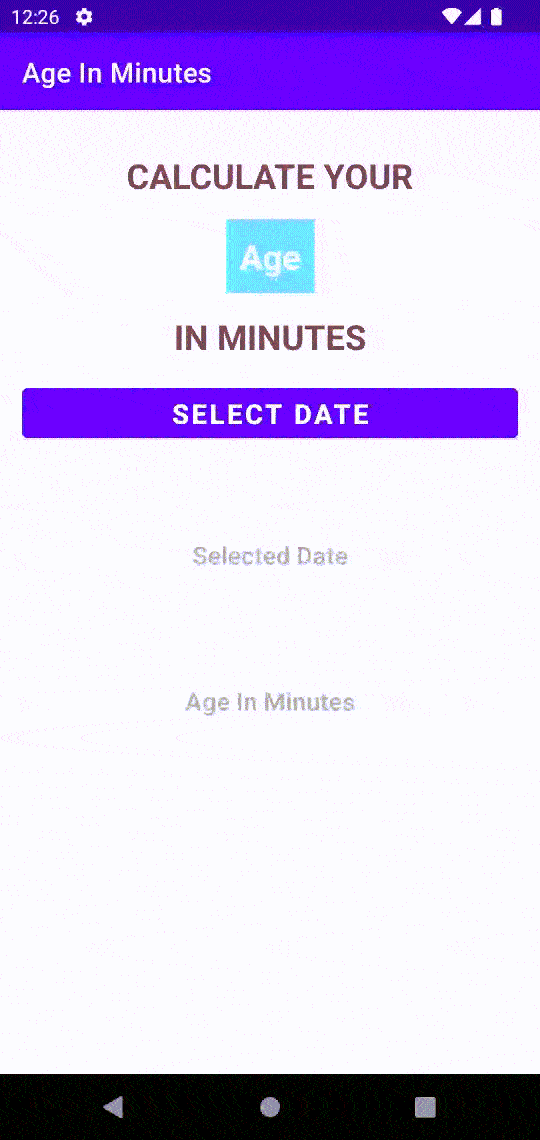 12:26
Age In Minutes
CALCULATE YOUR
Age
IN MINUTES
SELECT DATE
Selected Date
Age In Minutes